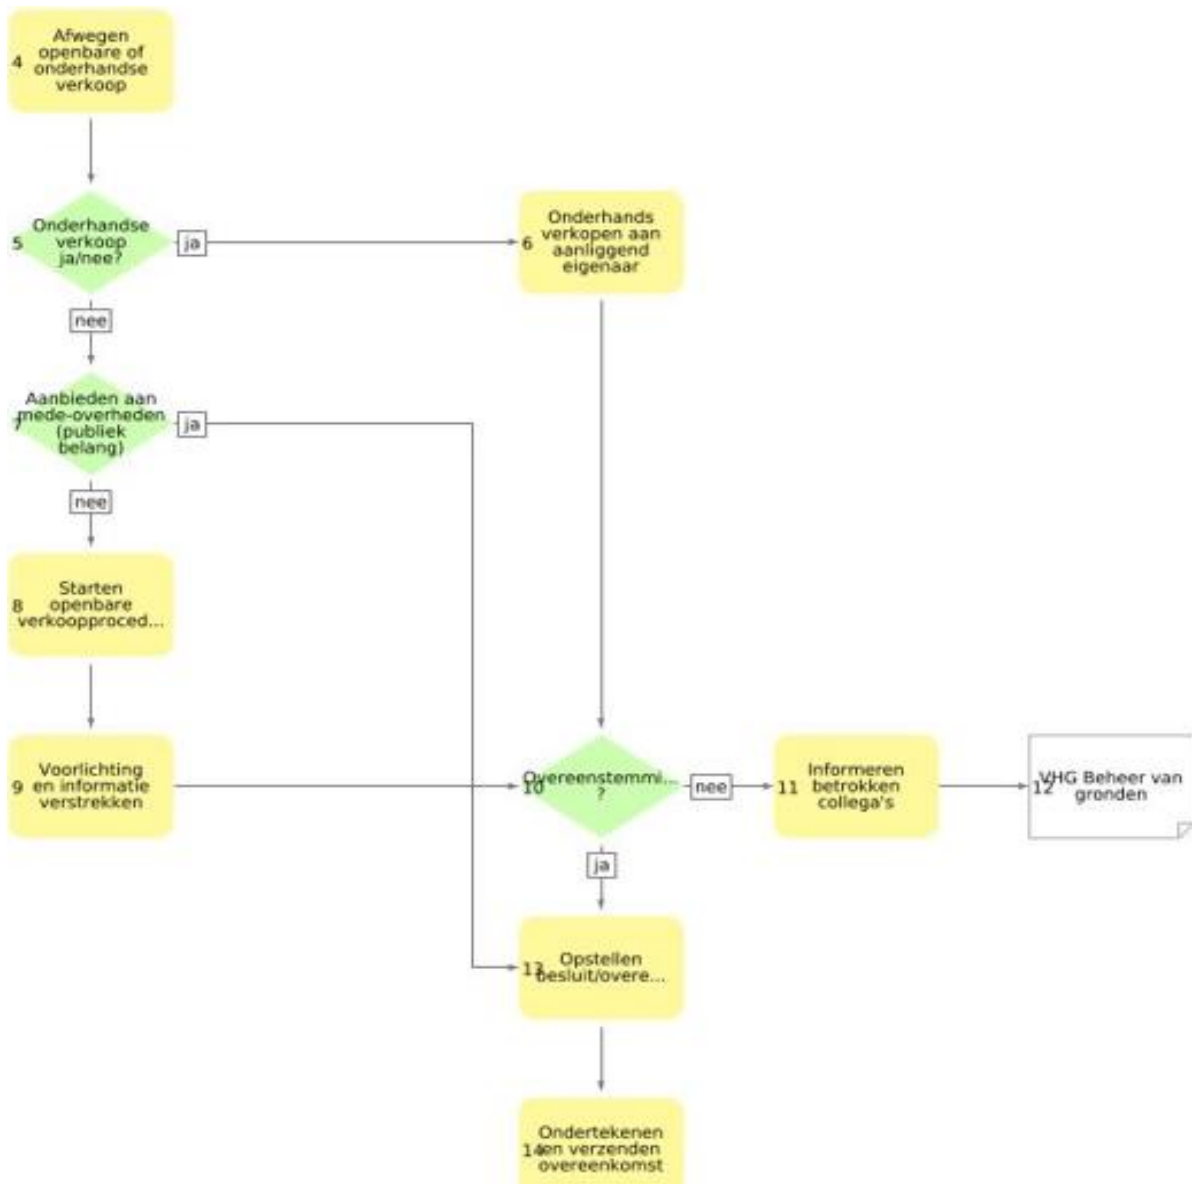 4
Afwegen
openbare of
onderhandse
verkoop
5
Onderhandse
verkoop
ja/nee?
ja
6
Onderhands
verkopen aan
aanliggend
eigenaar
nee
7
Aanbieden aan
mede-overheden
(publiek
belang)
ja
nee
8
Starten
openbare
verkoopproced...
9
Voorlichting
en informatie
verstrekken
10
Overeenstemmi...
?
nee
11
Informeren
betrokken
collega's
12
VHG Beheer van
gronden
ja
13
Opstellen
besluit/overe...
14
Ondertekenen
en verzenden
overeenkomst